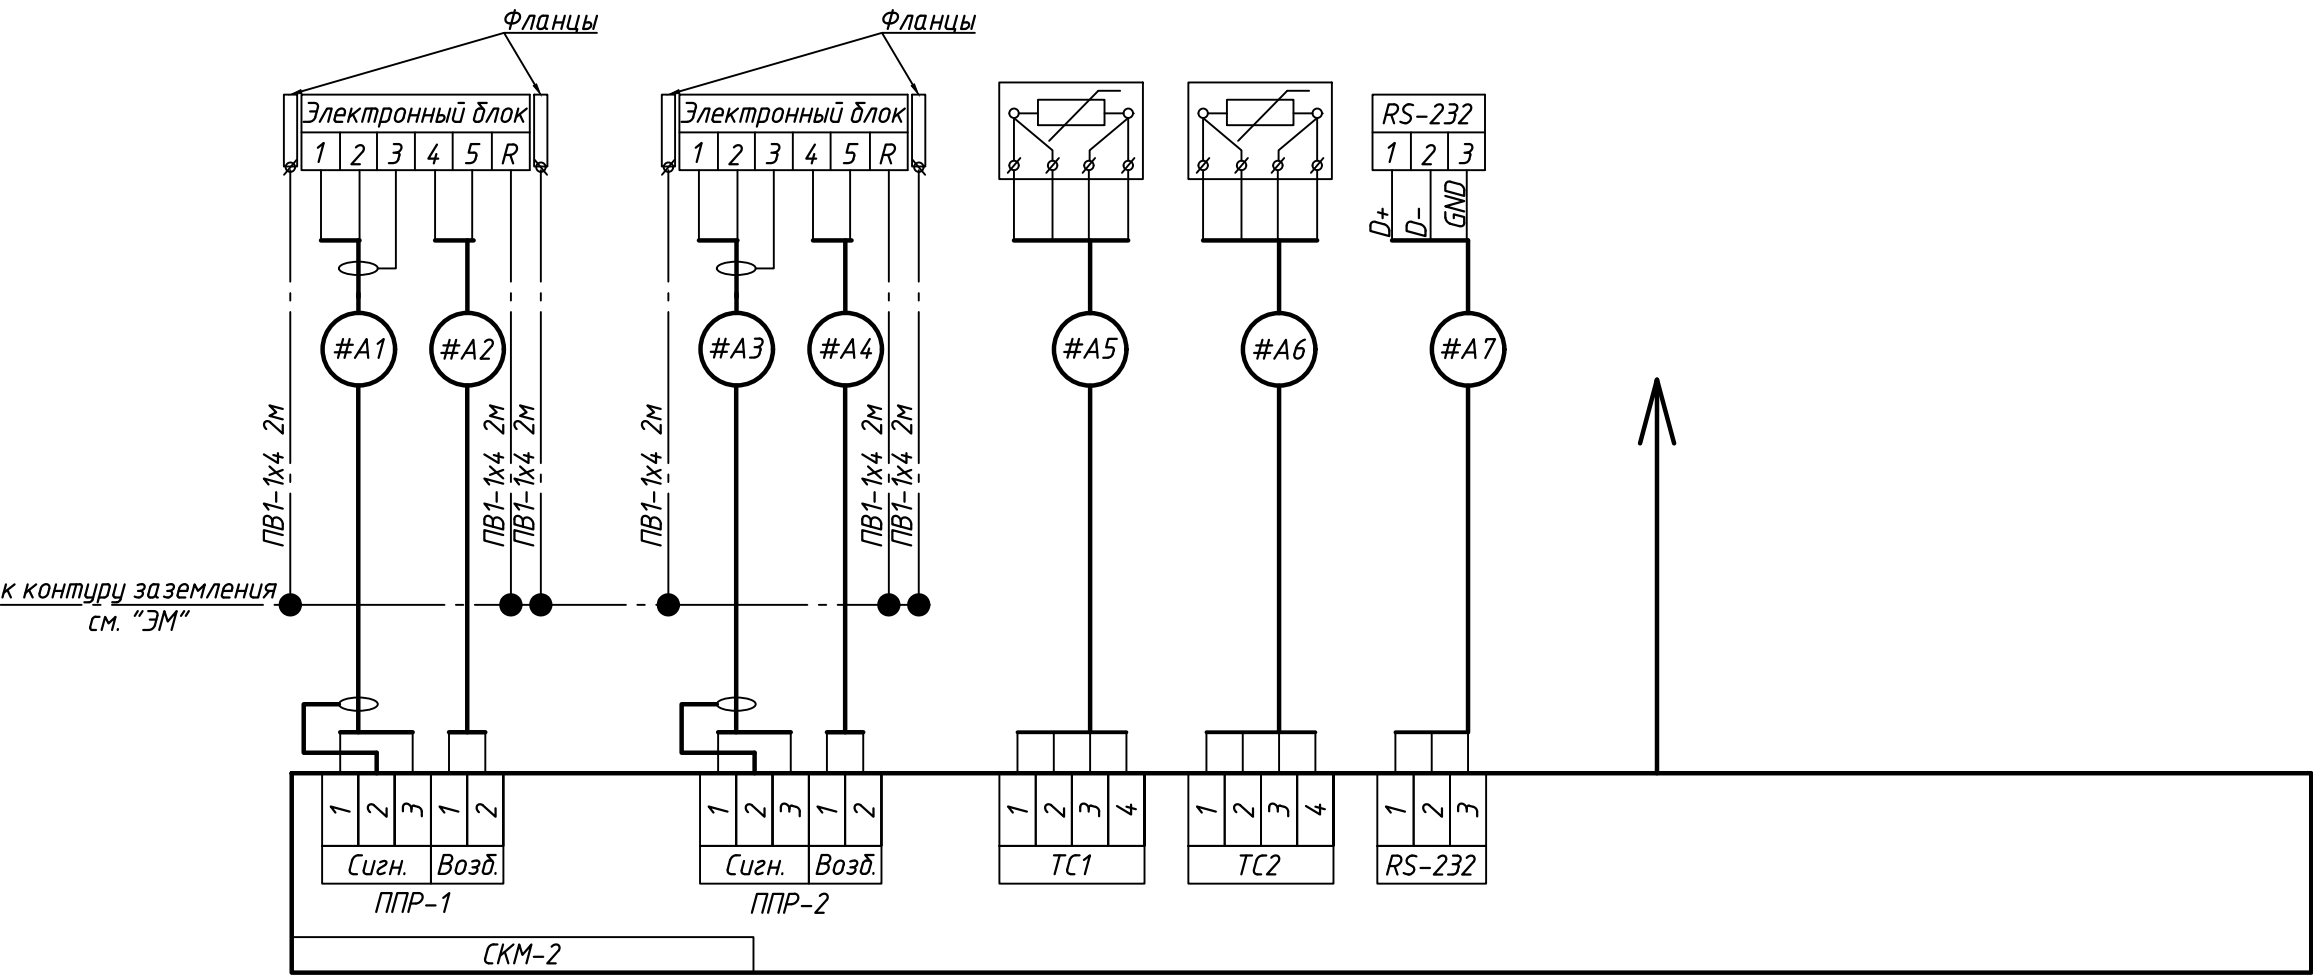 Фланцы
Фланцы
Электронный блок
1 2 3 4 5 R
Электронный блок
1 2 3 4 5 R
RS-232
1 2 3
D+
D-
GND
#A1
#A2
#A3
#A4
#A5
#A6
#A7
ПВ1-1х4 2м
ПВ1-1х4 2м
ПВ1-1х4 2м
ПВ1-1х4 2м
ПВ1-1х4 2м
ПВ1-1х4 2м
к контуру заземления
см. "ЭМ"
1 2 3 1 2
Сигн. Возб.
ППР-1
1 2 3 1 2
Сигн. Возб.
ППР-2
1 2 3 4
ТС1
1 2 3 4
ТС2
1 2 3
RS-232
СКМ-2